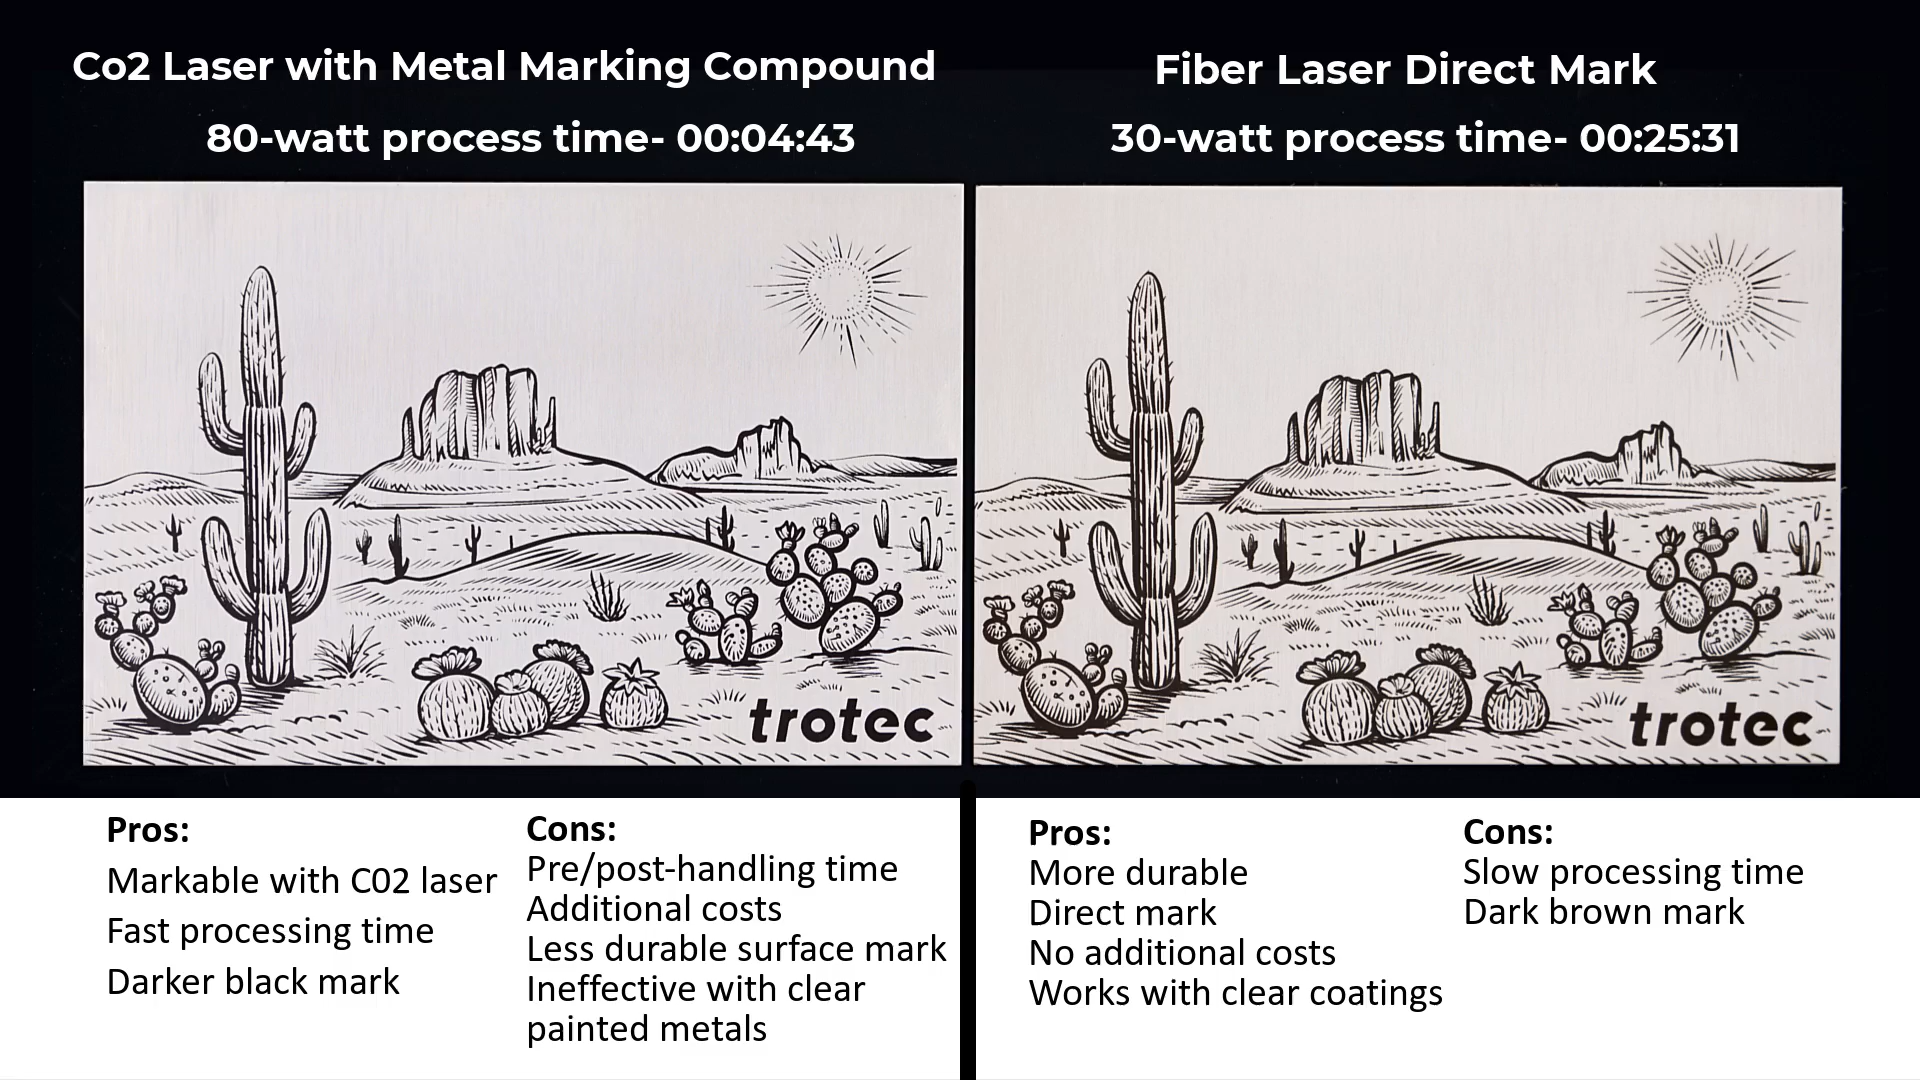 Co2 Laser with Metal Marking Compound
80-watt process time- 00:04:43
Fiber Laser Direct Mark
30-watt process time- 00:25:31
trotec
trotec
Pros:
Markable with C02 laser
Fast processing time
Darker black mark
Cons:
Pre/post-handling time
Additional costs
Less durable surface mark
Ineffective with clear
painted metals
Pros:
More durable
Direct mark
No additional costs
Works with clear coatings
Cons:
Slow processing time
Dark brown mark